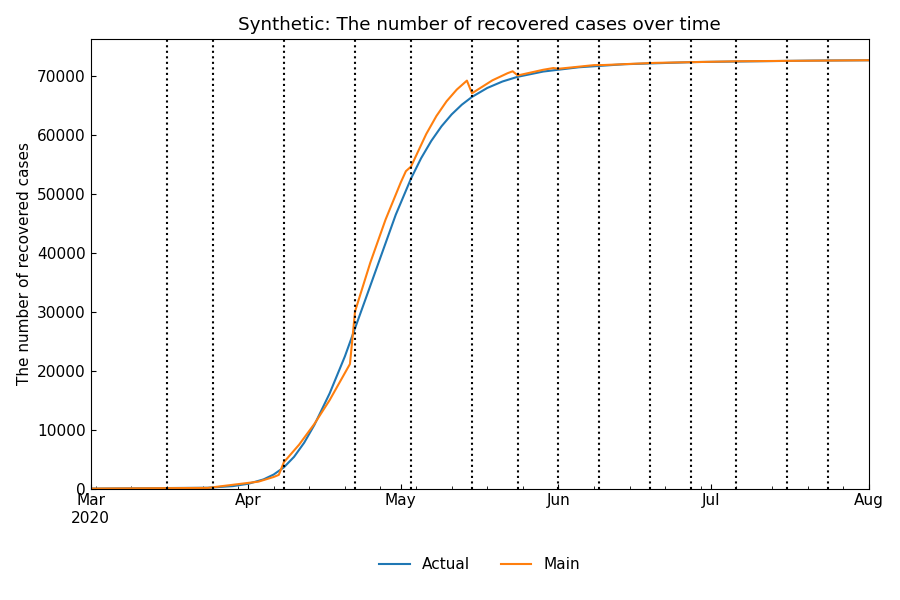 Synthetic: The number of recovered cases over time
The number of recovered cases
70000
60000
50000
40000
30000
20000
10000
0
Mar Apr May Jun Jul Aug
2020
Actual Main